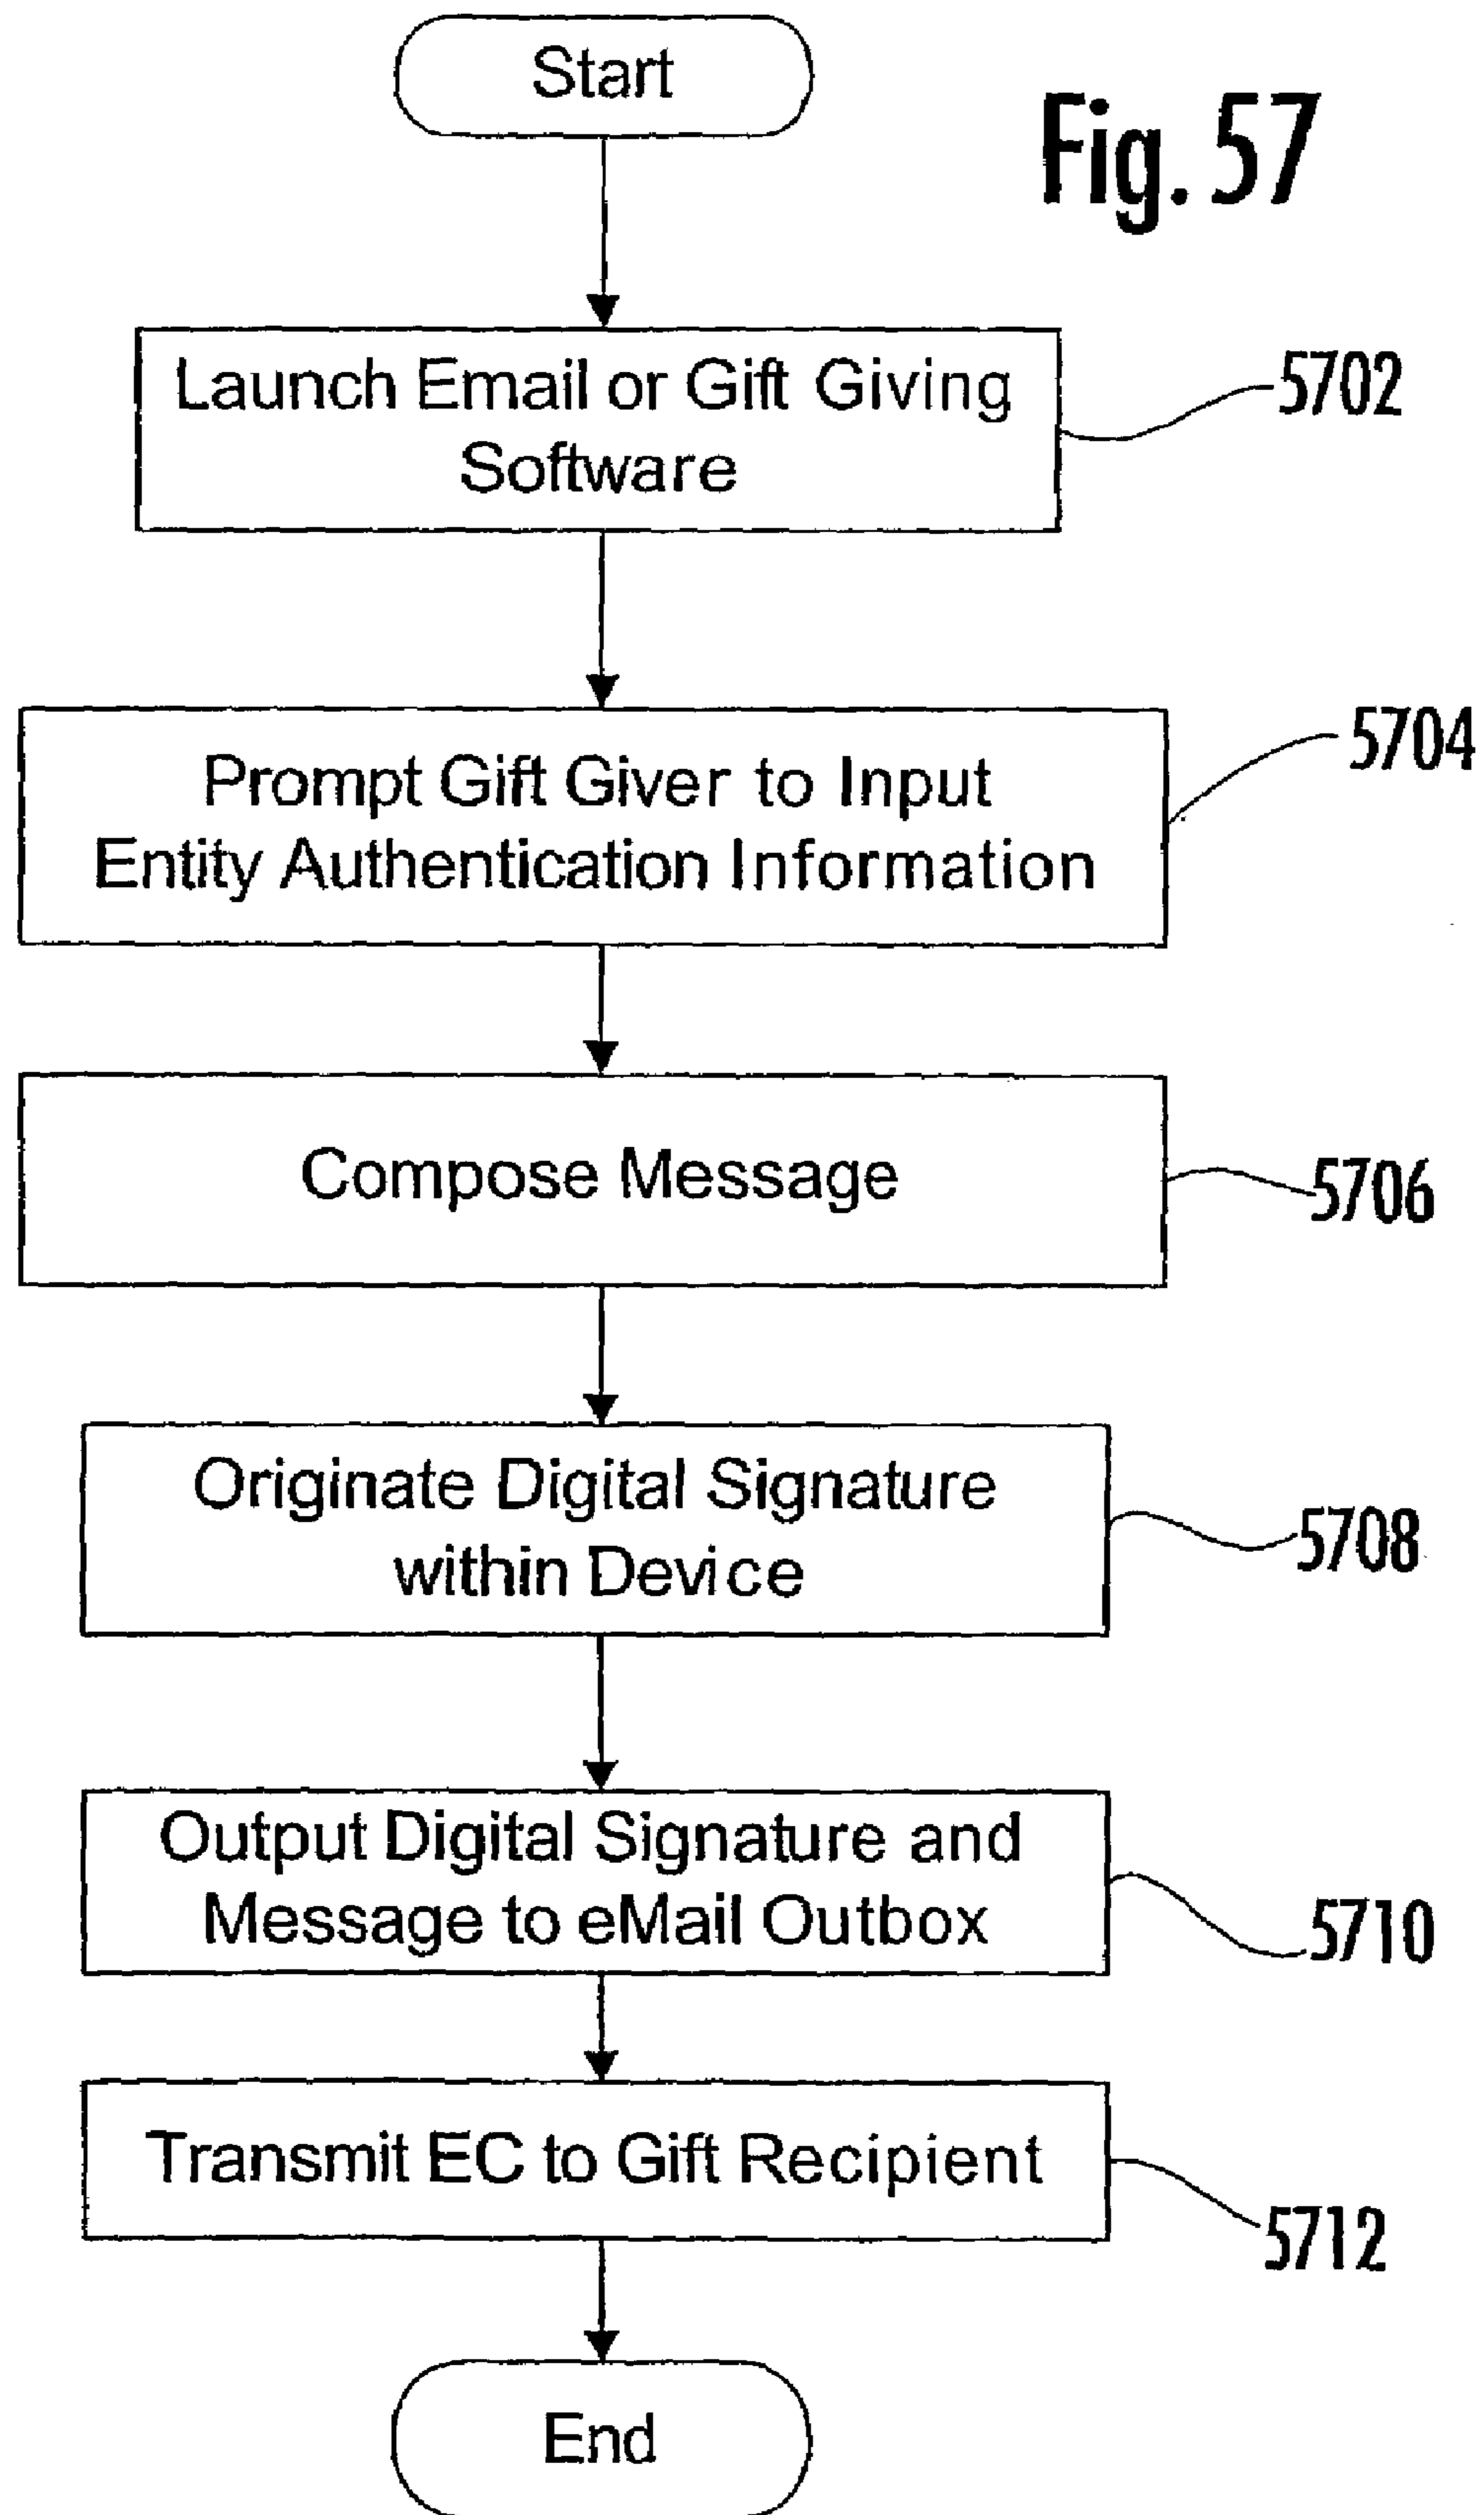 Start
Fig. 57
Launch Email or Gift Giving
Software
5702
Prompt Gift Giver to Input
Entity Authentication Information
5704
Compose Message
5706
Originate Digital Signature
within Device
5708
Output Digital Signature and
Message to eMail Outbox
5710
Transmit EC to Gift Recipient
5712
End